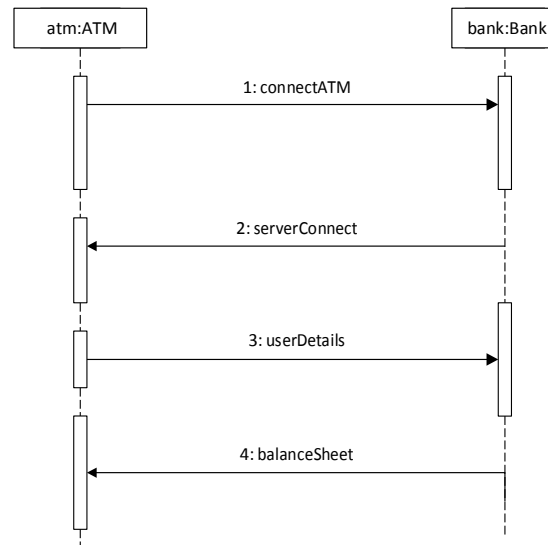 atm:ATM
bank:Bank
1: connectATM
2: serverConnect
3: userDetails
4: balanceSheet